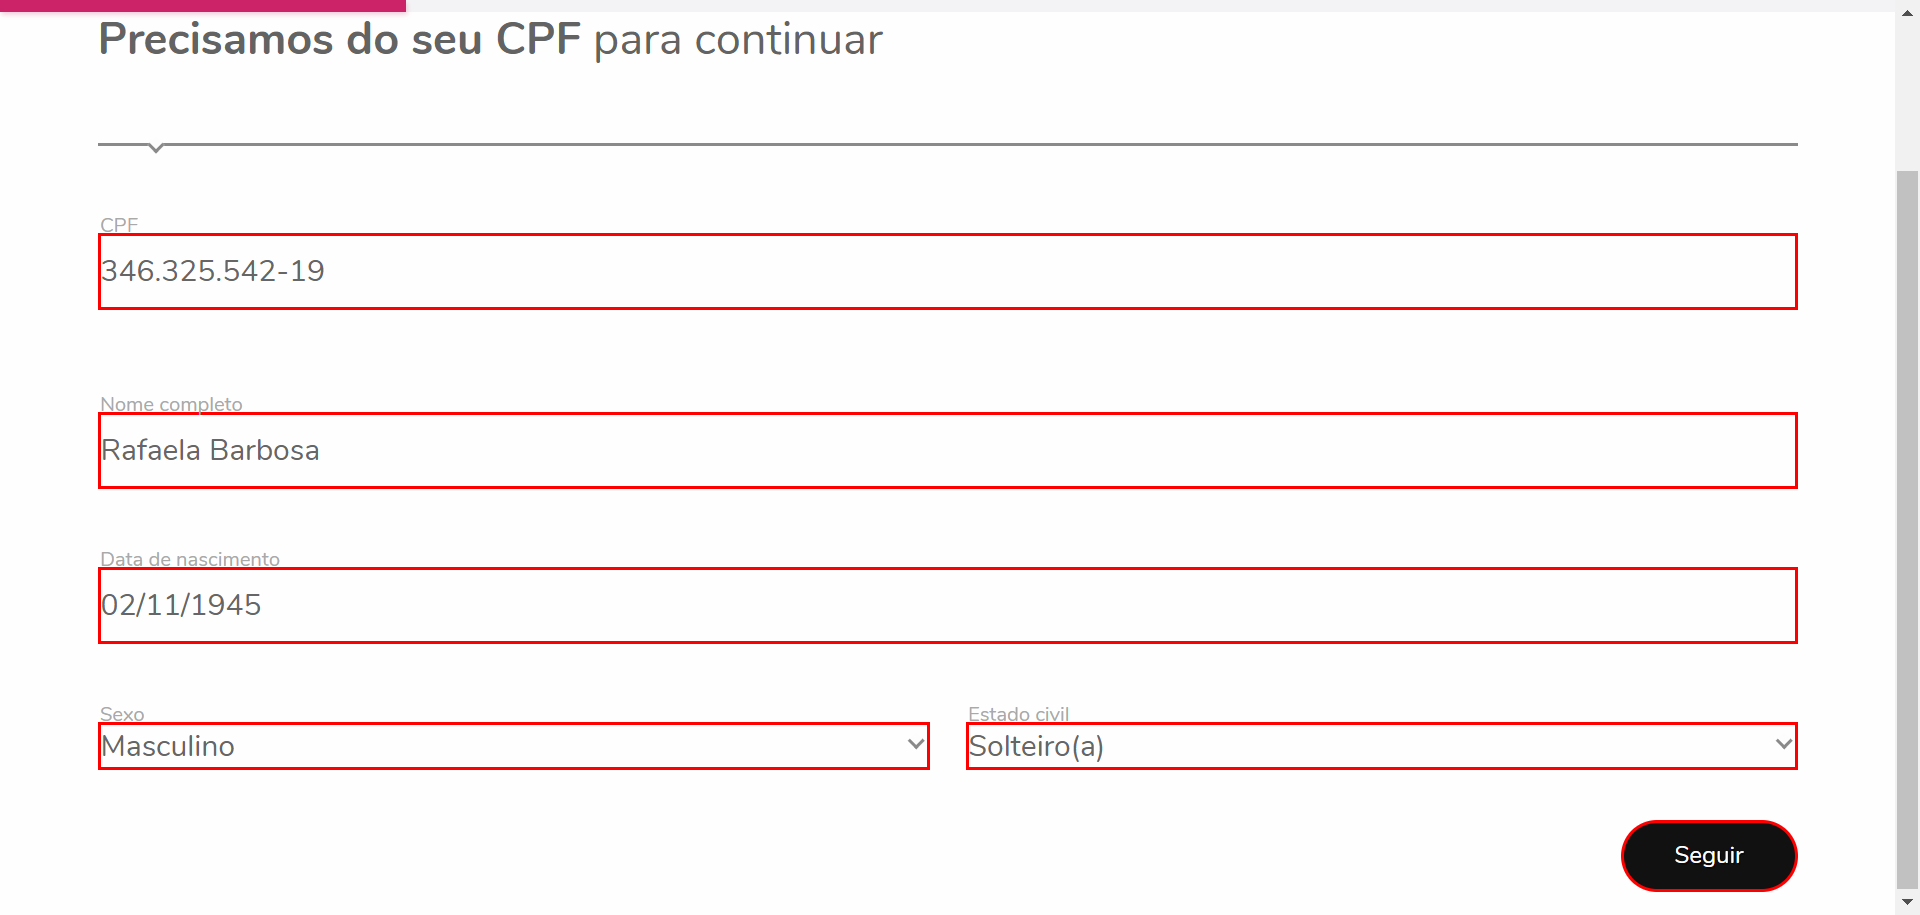 Precisamos do seu CPF para continuar
CPF
346.325.542-19
Nome completo
Rafaela Barbosa
Data de nascimento
02/11/1945
Sexo
Masculino
Estado civil
Solteiro(a)
Seguir